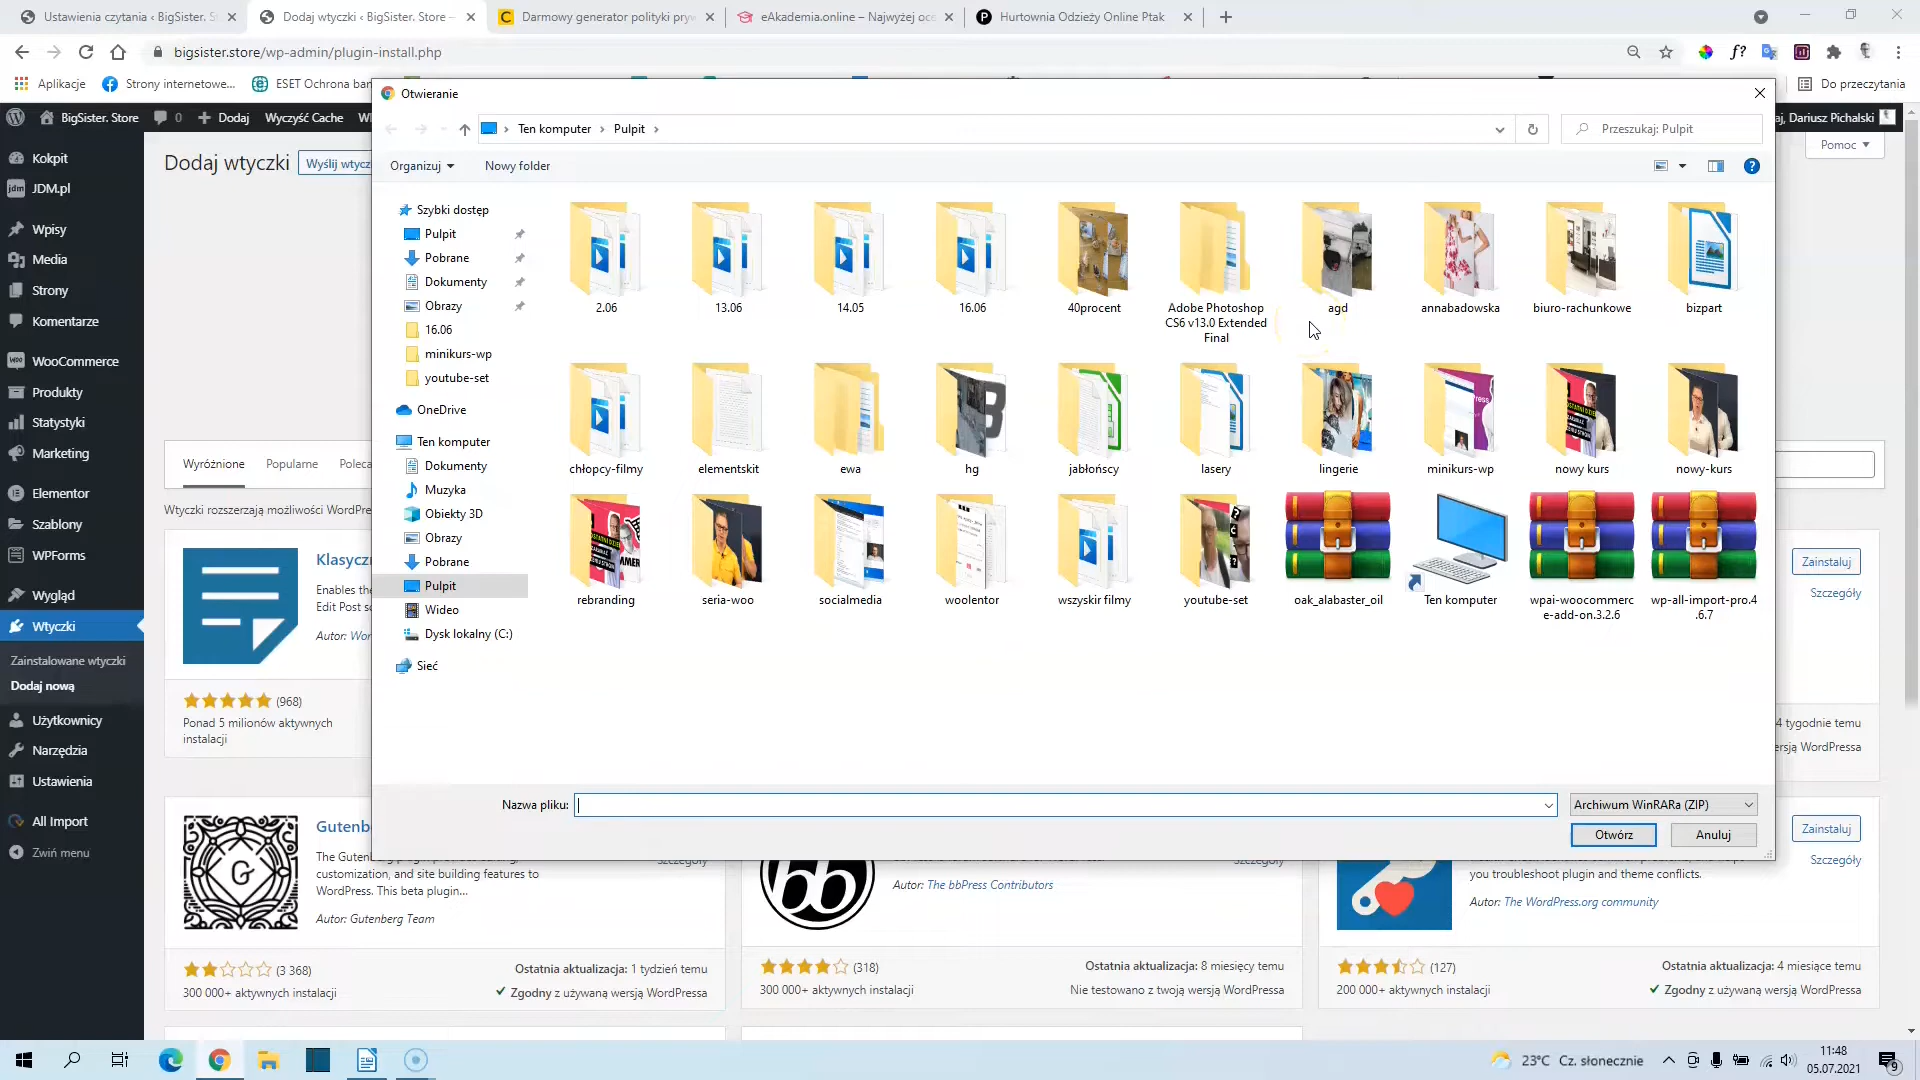 Ustawienia czytania ‹ BigSister. S
Dodaj wtyczki ‹ BigSister. Store —
Darmowy generator polityki pryw
eAkademia.online – Najwyżej oce
Hurtownia Odzieży Online Ptak
bigsister.store/wp-admin/plugin-install.php
Aplikacje
Strony internetowe...
ESET Ochrona ban
Do przeczytania
BigSister. Store
0
Dodaj
Wyczyść Cache
aj, Dariusz Pichalski
Pomoc
Dodaj wtyczki
Wyślij wtycz
Kokpit
JDM.pl
Wpisy
Media
Strony
Komentarze
WooCommerce
Produkty
Statystyki
Marketing
Elementor
Szablony
WPForms
Wygląd
Wtyczki
Zainstalowane wtyczki
Dodaj nową
Użytkownicy
Narzędzia
Ustawienia
All Import
Zwiń menu
Otwieranie
Ten komputer
Pulpit
Przeszukaj: Pulpit
Organizuj
Nowy folder
Szybki dostęp
Pulpit
Pobrane
Dokumenty
Obrazy
16.06
minikurs-wp
youtube-set
OneDrive
Ten komputer
Dokumenty
Muzyka
Obiekty 3D
Obrazy
Pobrane
Pulpit
Wideo
Dysk lokalny (C:)
Sieć
2.06
13.06
14.05
16.06
40procent
Adobe Photoshop
CS6 v13.0 Extended
Final
agd
annabadowska
biuro-rachunkowe
bizpart
chłopcy-filmy
elementskit
ewa
hg
jabłońscy
lasery
lingerie
minikurs-wp
nowy kurs
nowy-kurs
rebranding
seria-woo
socialmedia
woolentor
wszyskir filmy
youtube-set
oak_alabaster_oil
Ten komputer
wpai-woocommerc
e-add-on.3.2.6
wp-all-import-pro.4
.6.7
Nazwa pliku:
Archiwum WinRARa (ZIP)
Otwórz
Anuluj
Wyróżnione
Popularne
Poleca
Wtyczki rozszerzają możliwości WordPre
Klasyczn
Enables the
Edit Post s
Autor: Wor
(968)
Ponad 5 milionów aktywnych
instalacji
Zainstaluj
Szczegóły
4 tygodnie temu
ersją WordPressa
Gutenb
The Gutenb
customization, and site building features to
WordPress. This beta plugin...
Autor: Gutenberg Team
Szczegóły
(3 368)
300 000+ aktywnych instalacji
Ostatnia aktualizacja: 1 tydzień temu
Zgodny z używaną wersją WordPressa
Autor: The bbPress Contributors
Szczegóły
(318)
300 000+ aktywnych instalacji
Ostatnia aktualizacja: 8 miesięcy temu
Nie testowano z twoją wersją WordPressa
Zainstaluj
Szczegóły
you troubleshoot plugin and theme conflicts.
Autor: The WordPress.org community
(127)
200 000+ aktywnych instalacji
Ostatnia aktualizacja: 4 miesiące temu
Zgodny z używaną wersją WordPressa
23°C Cz. słonecznie
11:48
05.07.2021
9